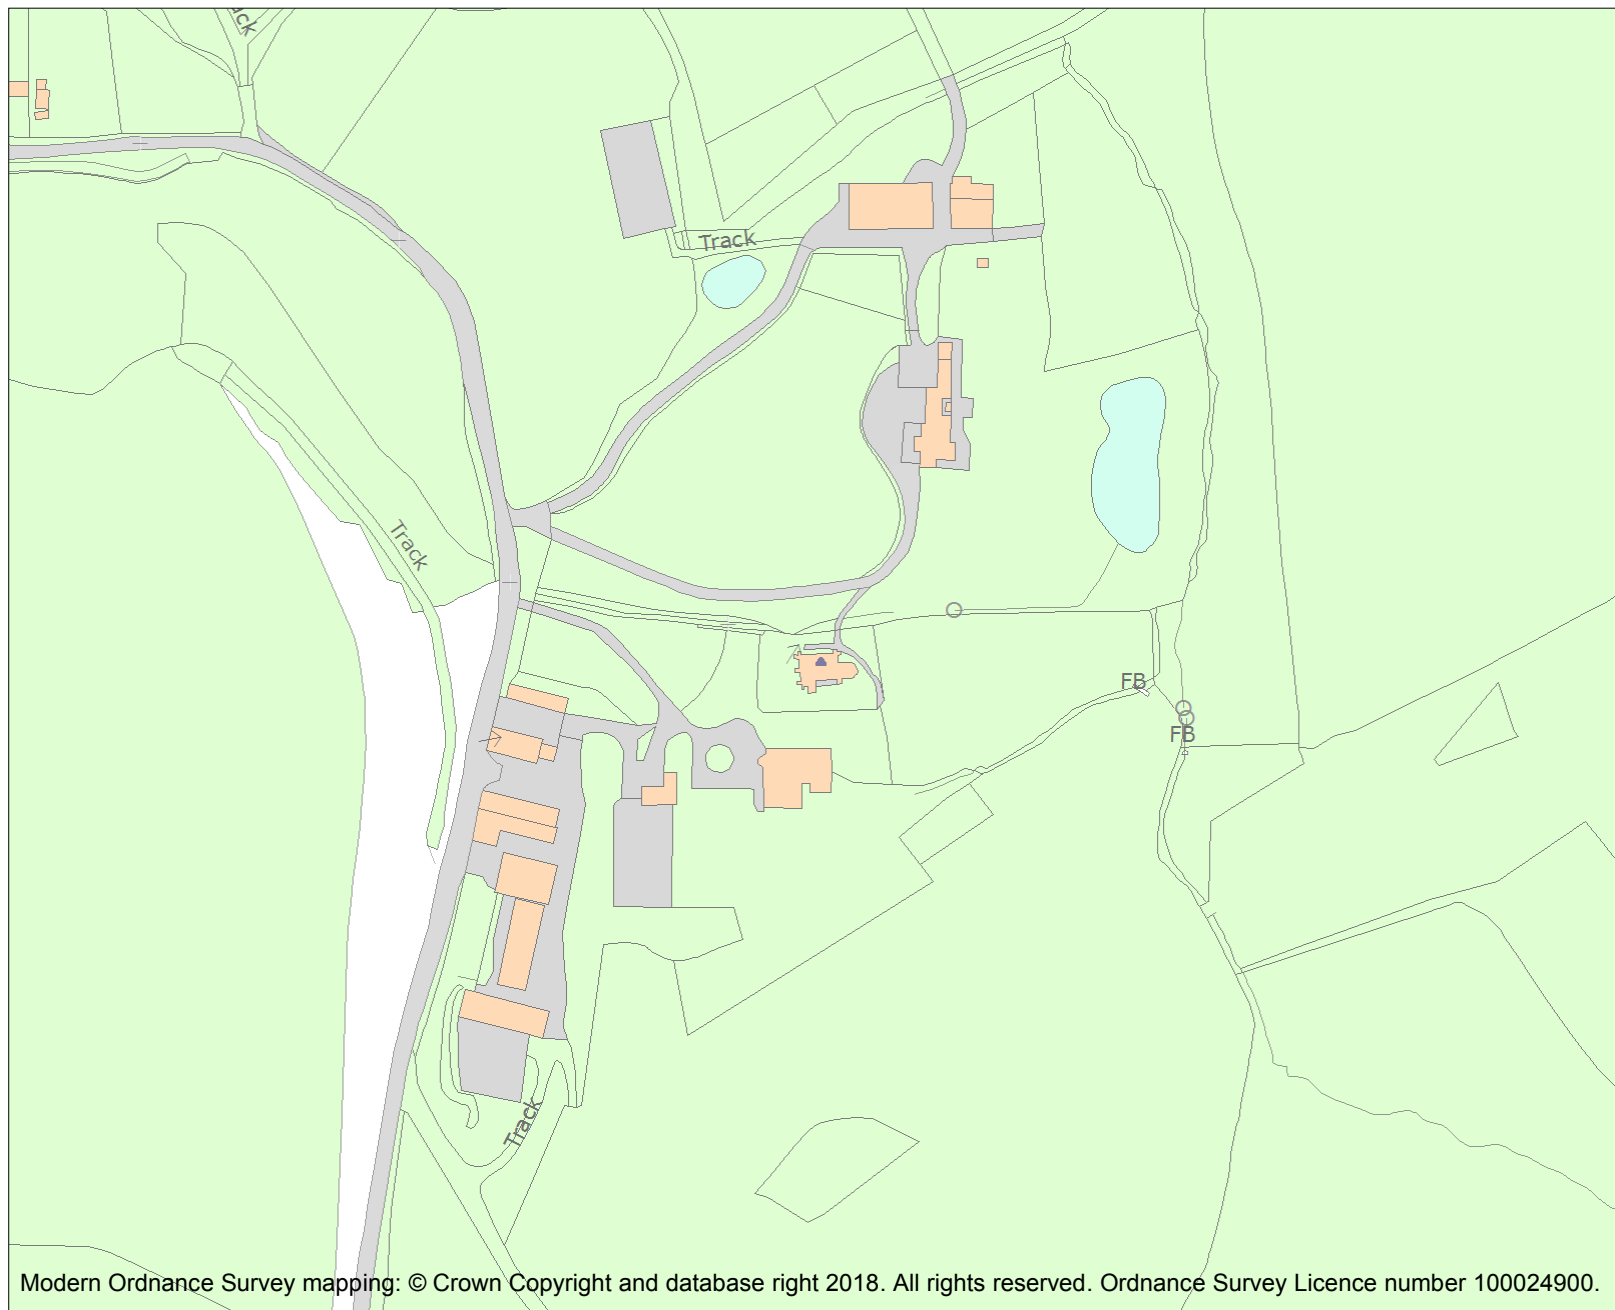 Track
Track
FB
FB
Track
Modern Ordnance Survey mapping: © Crown Copyright and database right 2018. All rights reserved. Ordnance Survey Licence number 100024900.